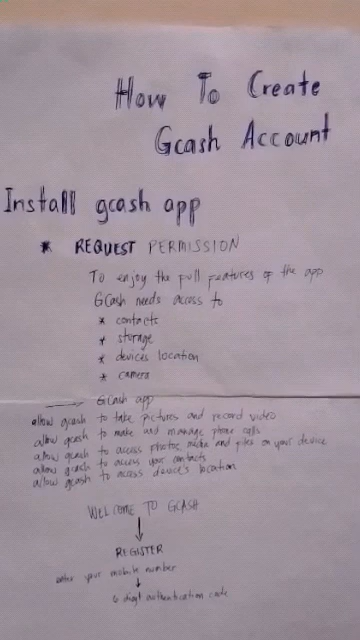 How To Create
Gcash Account
Install gcash app
* REQUEST PERMISSION
To enjoy the full features of the app
GCash needs access to
* contacts
* storage
* devices location
* camera
→ GCash app
allow gcash to take pictures and record video
allow gcash to make and manage phone calls
allow gcash to access photos, media and files on your device
allow gcash to access your contacts
allow gcash to access device's location
WELCOME TO GCASH
↓
REGISTER
enter your mobile number
↓
6 digit authentication code